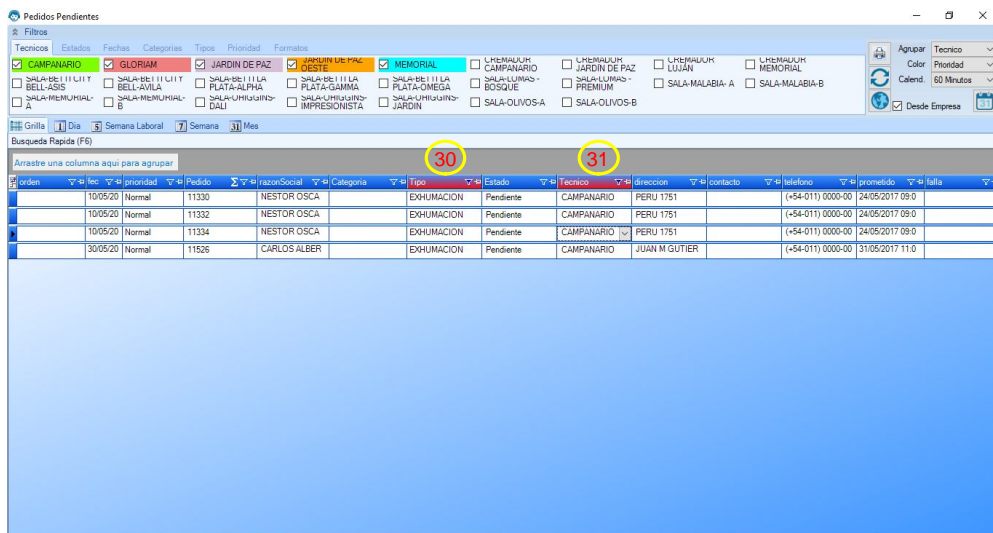 Pedidos Pendientes
Filtros
Tecnicos Estados Fechas Categorias Tipos Prioridad Formatos
CAMPANARIO GLORIAM JARDIN DE PAZ JARDIN DE PAZ OESTE MEMORIAL CREMADOR CAMPANARIO CREMADOR JARDIN DE PAZ CREMADOR LUJÁN CREMADOR MEMORIAL
SALA-BETTI CITY BELL-ASIS SALA-BETTI CITY BELL-AVILA SALA-BETTI LA PLATA-ALPHA SALA-BETTI LA PLATA-GAMMA SALA-BETTI LA PLATA-OMEGA SALA-LOMAS - BOSQUE SALA-LOMAS - PREMIUM SALA-MALABIA- A SALA-MALABIA-B
SALA-MEMORIAL-A SALA-MEMORIAL-B SALA-OHIGGINS-DALI SALA-OHIGGINS-IMPRESIONISTA SALA-OHIGGINS-JARDIN SALA-OLIVOS-A SALA-OLIVOS-B
Agrupar Tecnico
Color Prioridad
Calend. 60 Minutos
Desde Empresa 31
Grilla 1 Dia 5 Semana Laboral 7 Semana 31 Mes
Busqueda Rapida (F6)
Arrastre una columna aqui para agrupar
30 31
orden fec prioridad Pedido Σ razonSocial Categoria Tipo Estado Tecnico direccion contacto telefono prometido falla
10/05/20 Normal 11330 NESTOR OSCA EXHUMACION Pendiente CAMPANARIO PERU 1751 (+54-011) 0000-00 24/05/2017 09:0
10/05/20 Normal 11332 NESTOR OSCA EXHUMACION Pendiente CAMPANARIO PERU 1751 (+54-011) 0000-00 24/05/2017 09:0
10/05/20 Normal 11334 NESTOR OSCA EXHUMACION Pendiente CAMPANARIO PERU 1751 (+54-011) 0000-00 24/05/2017 09:0
30/05/20 Normal 11526 CARLOS ALBER EXHUMACION Pendiente CAMPANARIO JUAN M GUTIER (+54-011) 0000-00 31/05/2017 11:0